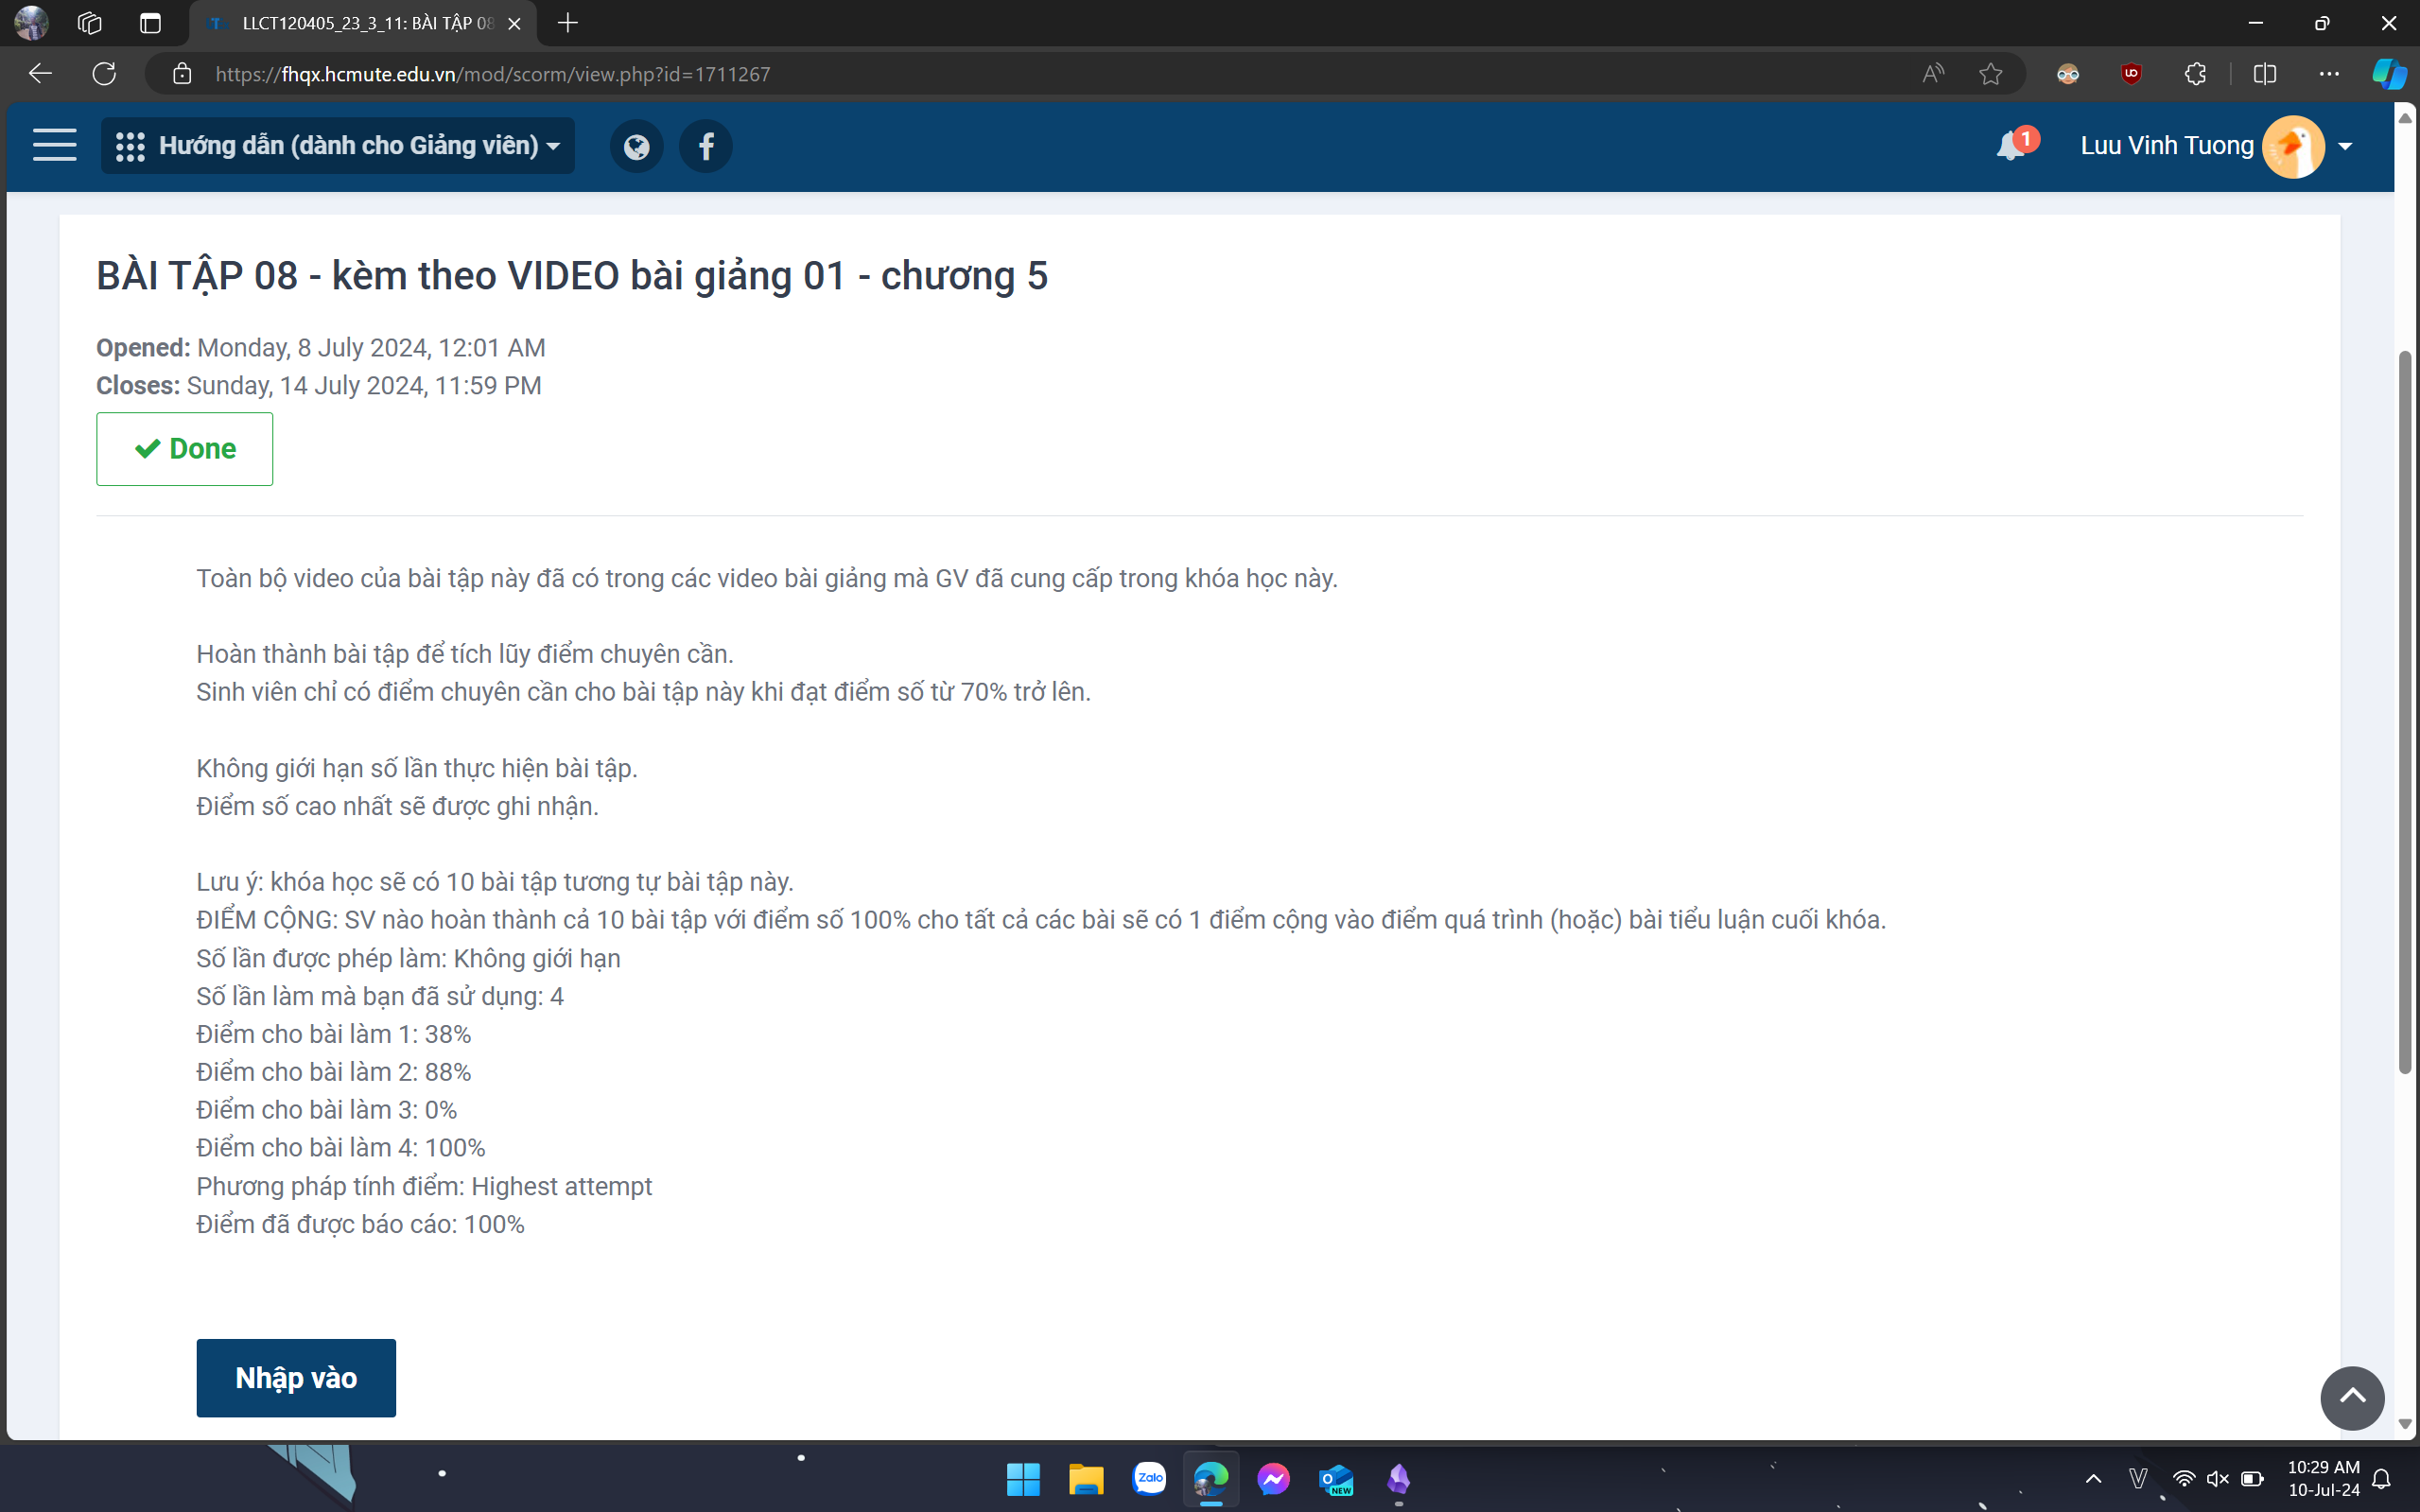 LLCT120405_23_3_11: BÀI TẬP 08
https://fhqx.hcmute.edu.vn/mod/scorm/view.php?id=1711267
Hướng dẫn (dành cho Giảng viên)
1
Luu Vinh Tuong
BÀI TẬP 08 - kèm theo VIDEO bài giảng 01 - chương 5
Opened: Monday, 8 July 2024, 12:01 AM
Closes: Sunday, 14 July 2024, 11:59 PM
Done
Toàn bộ video của bài tập này đã có trong các video bài giảng mà GV đã cung cấp trong khóa học này.
Hoàn thành bài tập để tích lũy điểm chuyên cần.
Sinh viên chỉ có điểm chuyên cần cho bài tập này khi đạt điểm số từ 70% trở lên.
Không giới hạn số lần thực hiện bài tập.
Điểm số cao nhất sẽ được ghi nhận.
Lưu ý: khóa học sẽ có 10 bài tập tương tự bài tập này.
ĐIỂM CỘNG: SV nào hoàn thành cả 10 bài tập với điểm số 100% cho tất cả các bài sẽ có 1 điểm cộng vào điểm quá trình (hoặc) bài tiểu luận cuối khóa.
Số lần được phép làm: Không giới hạn
Số lần làm mà bạn đã sử dụng: 4
Điểm cho bài làm 1: 38%
Điểm cho bài làm 2: 88%
Điểm cho bài làm 3: 0%
Điểm cho bài làm 4: 100%
Phương pháp tính điểm: Highest attempt
Điểm đã được báo cáo: 100%
Nhập vào
Zalo
NEW
10:29 AM
10-Jul-24